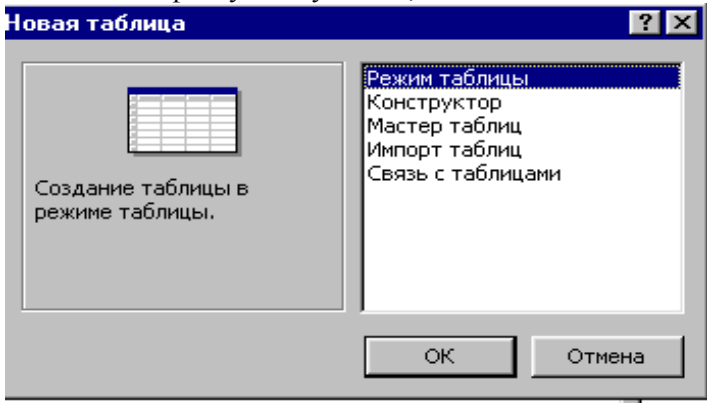 Новая таблица
Режим таблицы
Конструктор
Мастер таблиц
Импорт таблиц
Связь с таблицами
Создание таблицы в
режиме таблицы.
ОК
Отмена